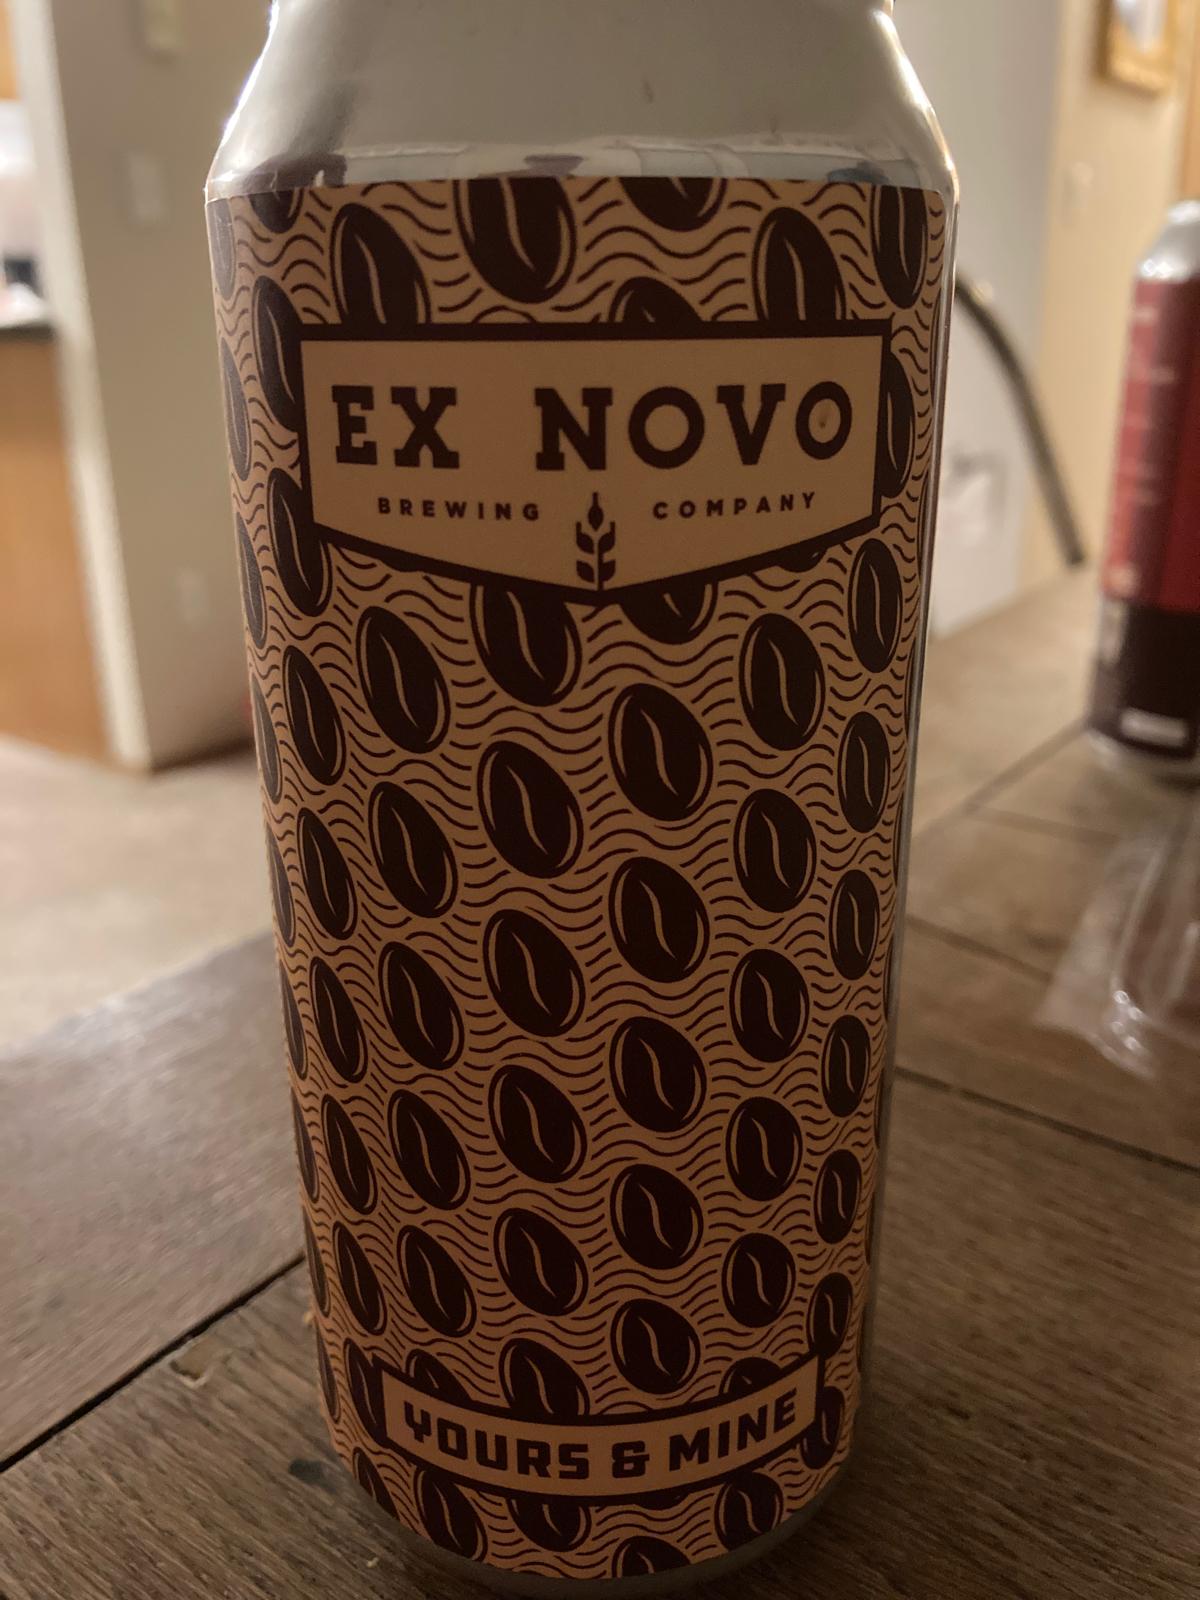 EX NOVO
BREWING COMPANY
YOURS & MINE